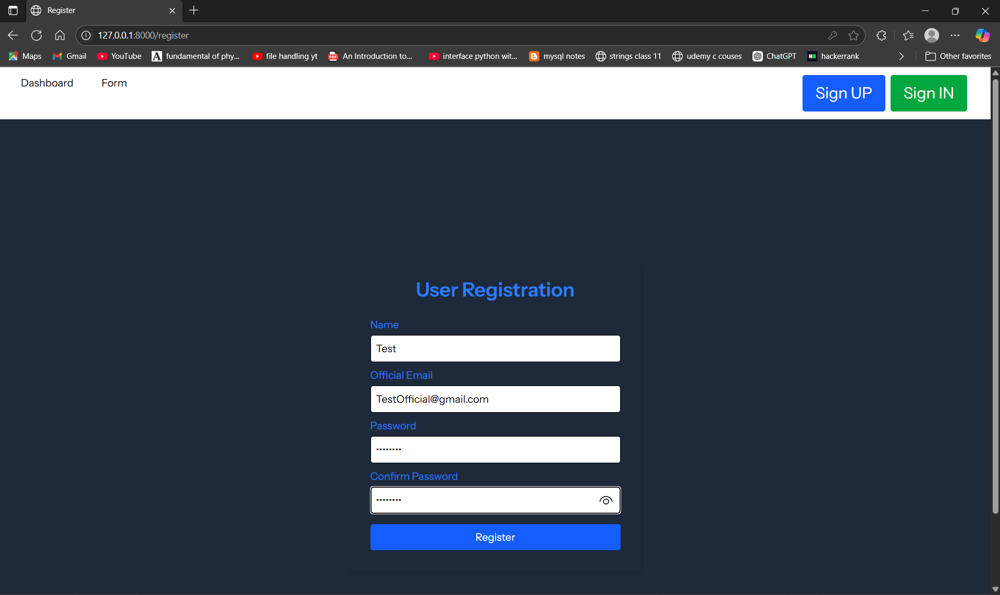 Register
127.0.0.1:8000/register
Maps Gmail YouTube fundamental of phy... file handling yt An Introduction to... interface python wit... mysql notes strings class 11 udemy c couses ChatGPT hackerrank Other favorites
Dashboard Form Sign UP Sign IN
User Registration
Name
Test
Official Email
TestOfficial@gmail.com
Password
••••••••
Confirm Password
••••••••
Register